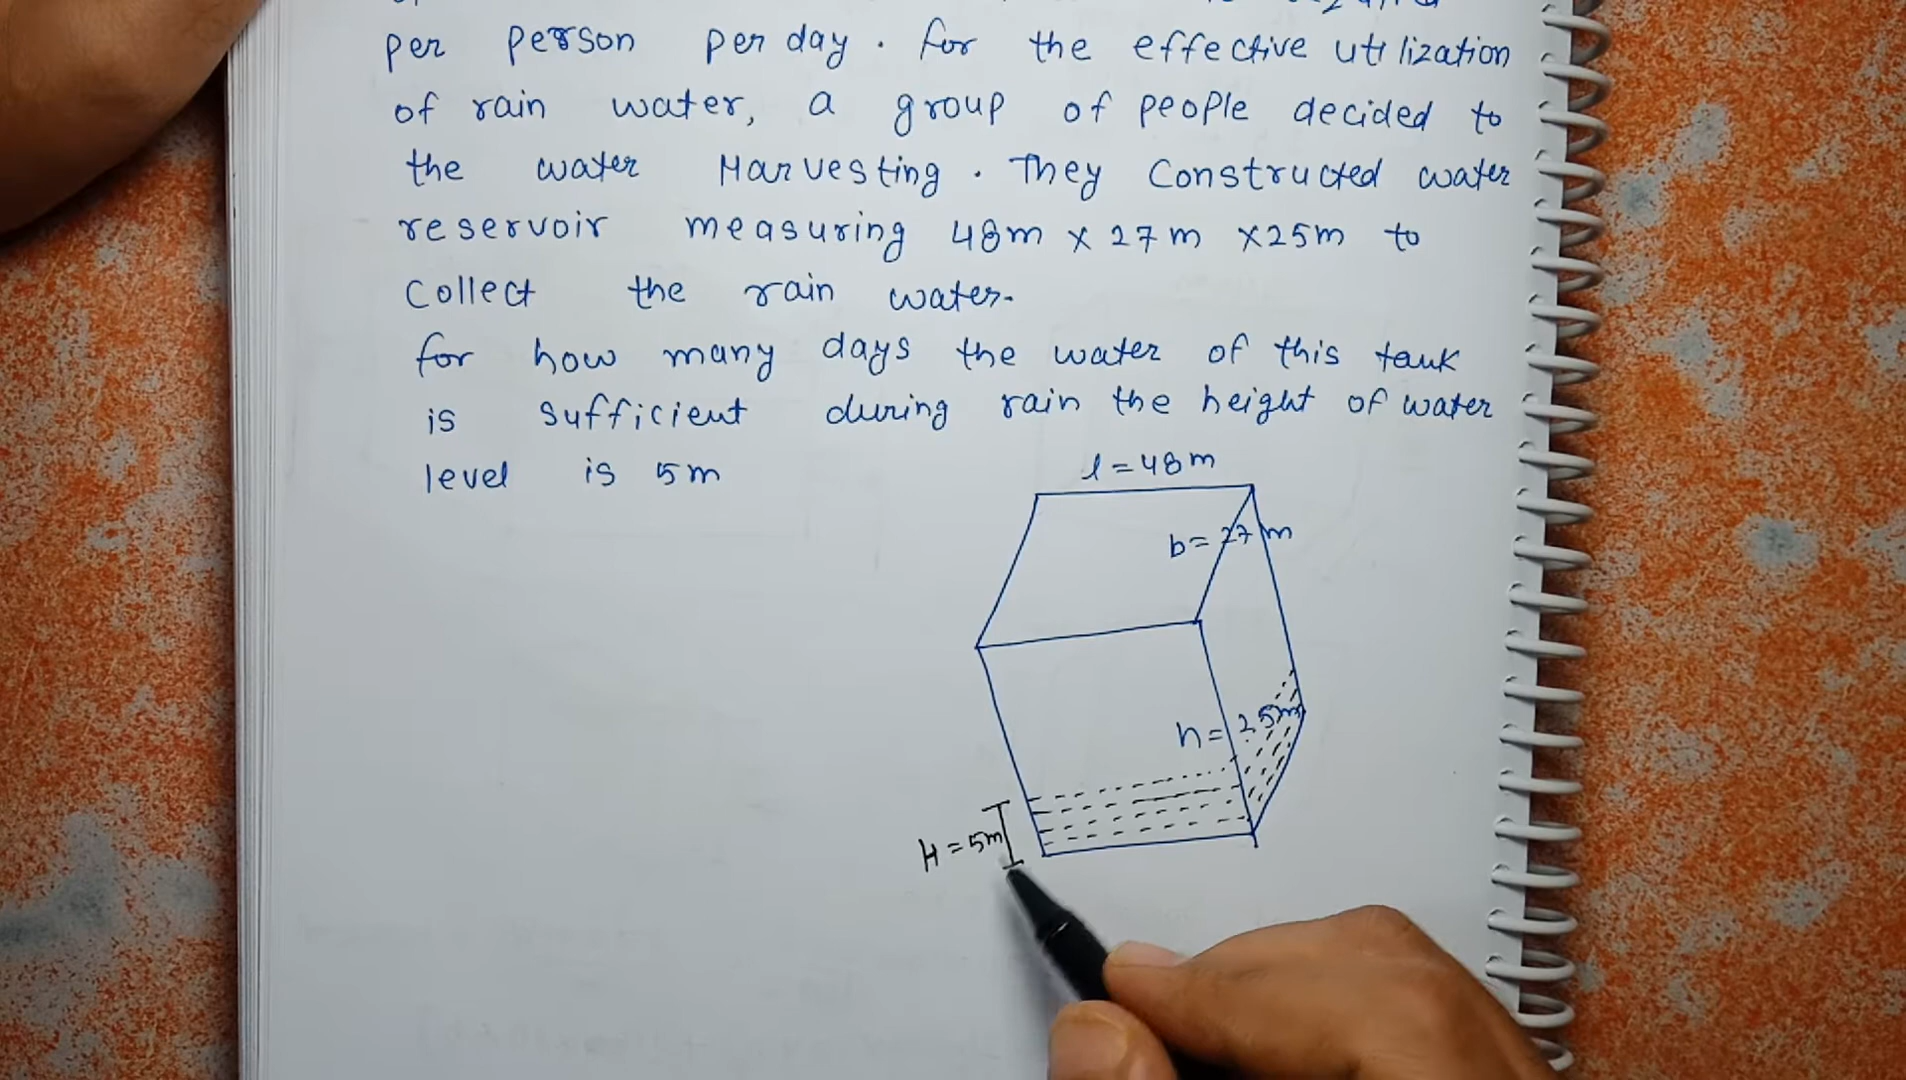 per person per day . for the effective utilization
of rain water, a group of people decided to
the water Harvesting . They Constructed water
reservoir measuring 48m x 27m x25m to
Collect the rain water.
for how many days the water of this tank
is sufficient during rain the height of water
level is 5m
l = 48m
b = 27m
h = 25m
H = 5m